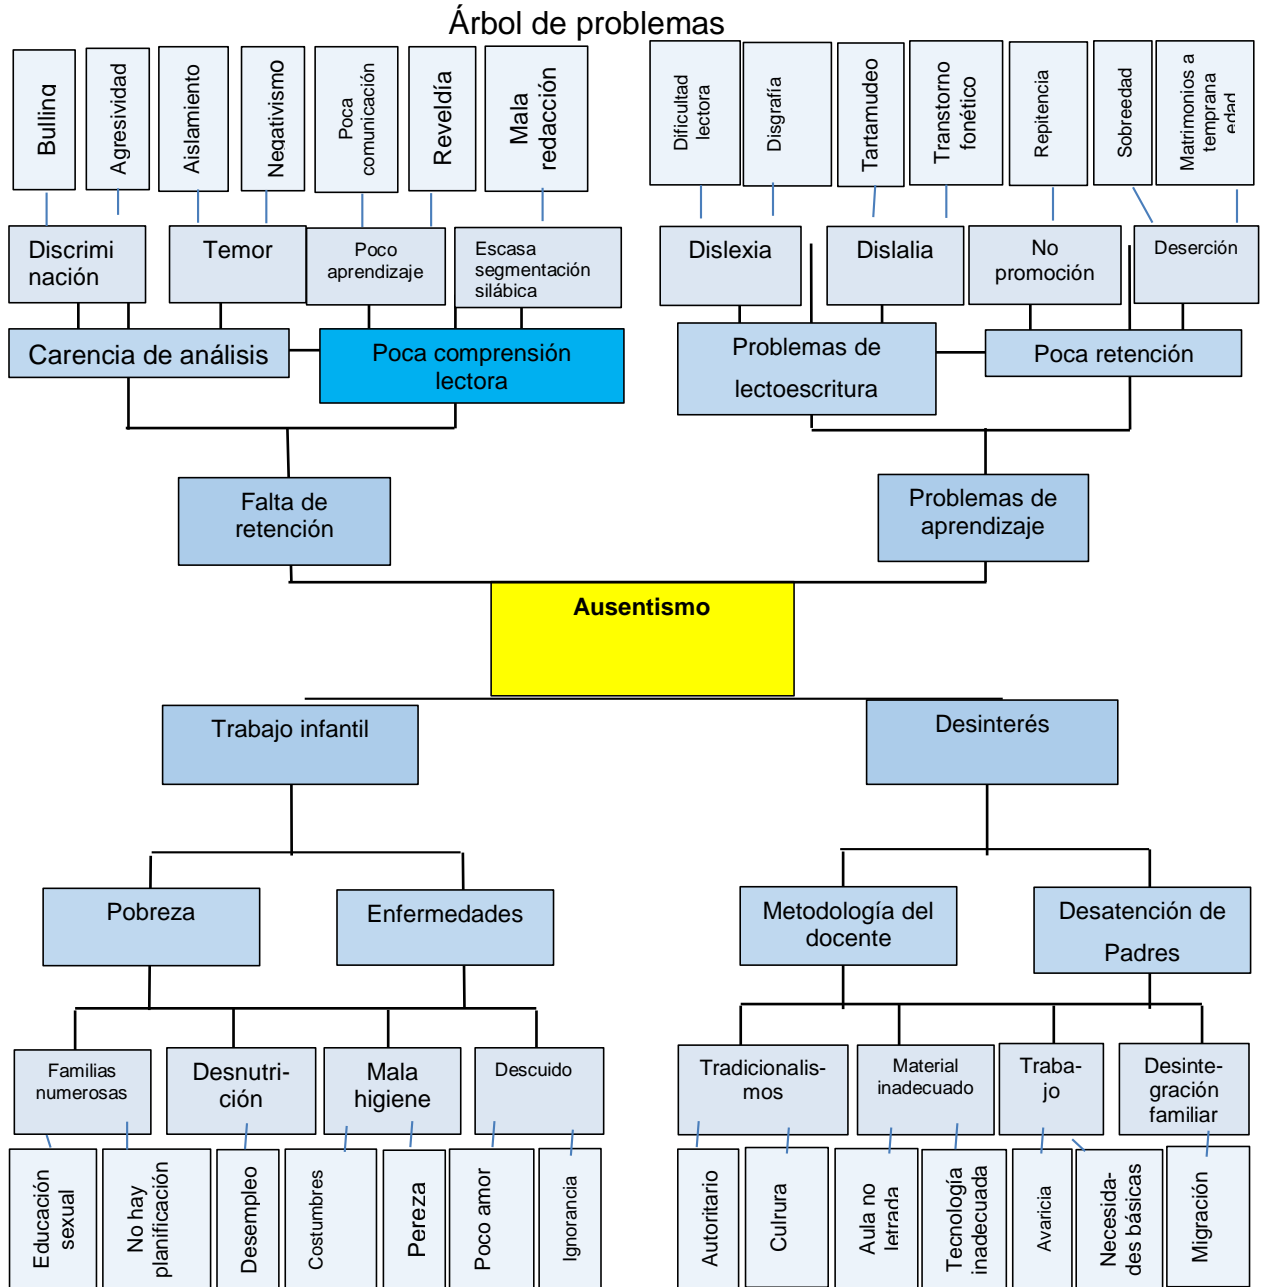 Árbol de problemas
Bulling
Agresividad
Aislamiento
Negativismo
Poca
comunicación
Reveldía
Mala
redacción
Dificultad
lectora
Disgrafía
Tartamudeo
Transtorno
fonético
Repitencia
Sobreedad
Matrimonios a
temprana
edad
Discrimi
nación
Temor
Poco
aprendizaje
Escasa
segmentación
silábica
Dislexia
Dislalia
No
promoción
Deserción
Carencia de análisis
Poca comprensión
lectora
Problemas de
lectoescritura
Poca retención
Falta de
retención
Problemas de
aprendizaje
Ausentismo
Trabajo infantil
Desinterés
Pobreza
Enfermedades
Metodología del
docente
Desatención de
Padres
Familias
numerosas
Desnutri-
ción
Mala
higiene
Descuido
Tradicionalis-
mos
Material
inadecuado
Traba-
jo
Desinte-
gración
familiar
Educación
sexual
No hay
planificación
Desempleo
Costumbres
Pereza
Poco amor
Ignorancia
Autoritario
Culrura
Aula no
letrada
Tecnología
inadecuada
Avaricia
Necesida-
des básicas
Migración